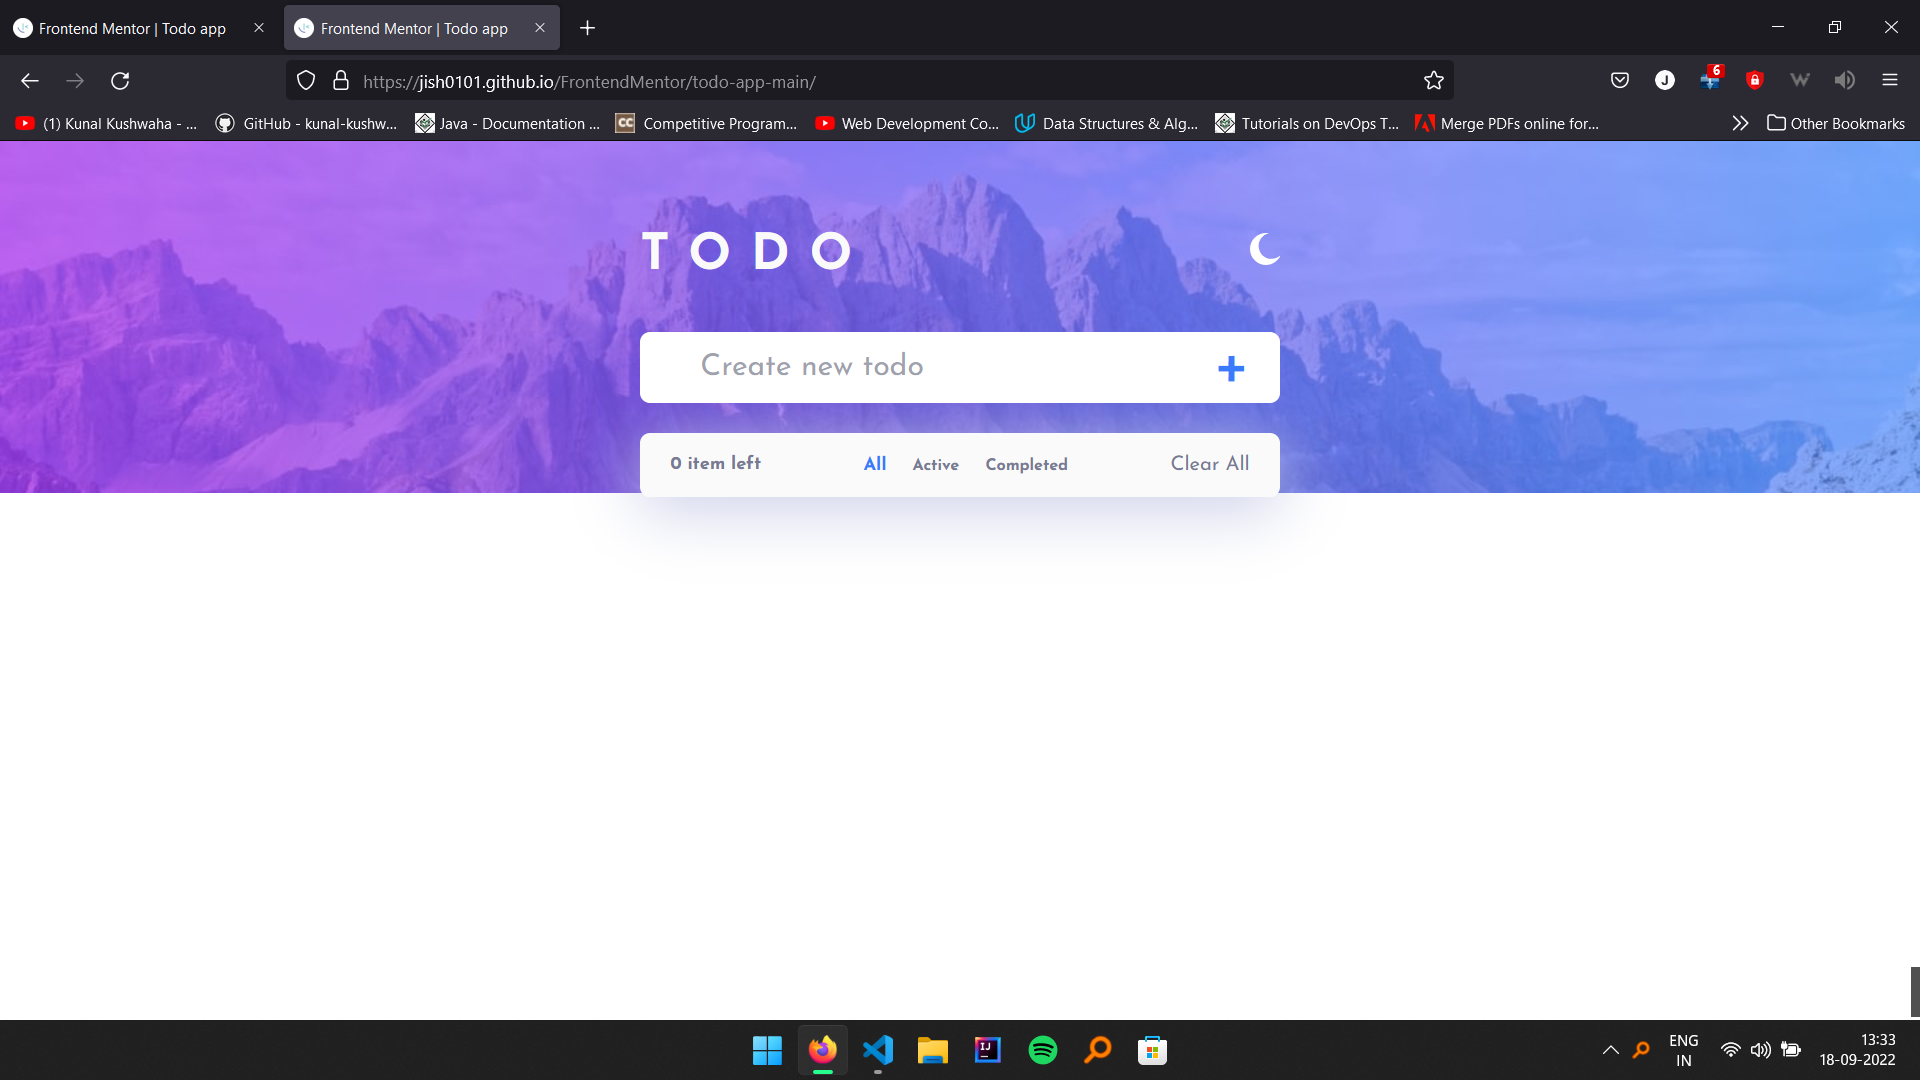 Frontend Mentor | Todo app
Frontend Mentor | Todo app
https://jish0101.github.io/FrontendMentor/todo-app-main/
J
6
(1) Kunal Kushwaha - ...
GitHub - kunal-kushw...
Java - Documentation ...
CC Competitive Program...
Web Development Co...
Data Structures & Alg...
Tutorials on DevOps T...
Merge PDFs online for...
Other Bookmarks
TODO
Create new todo
0 item left
All
Active
Completed
Clear All
IJ
ENG
IN
13:33
18-09-2022